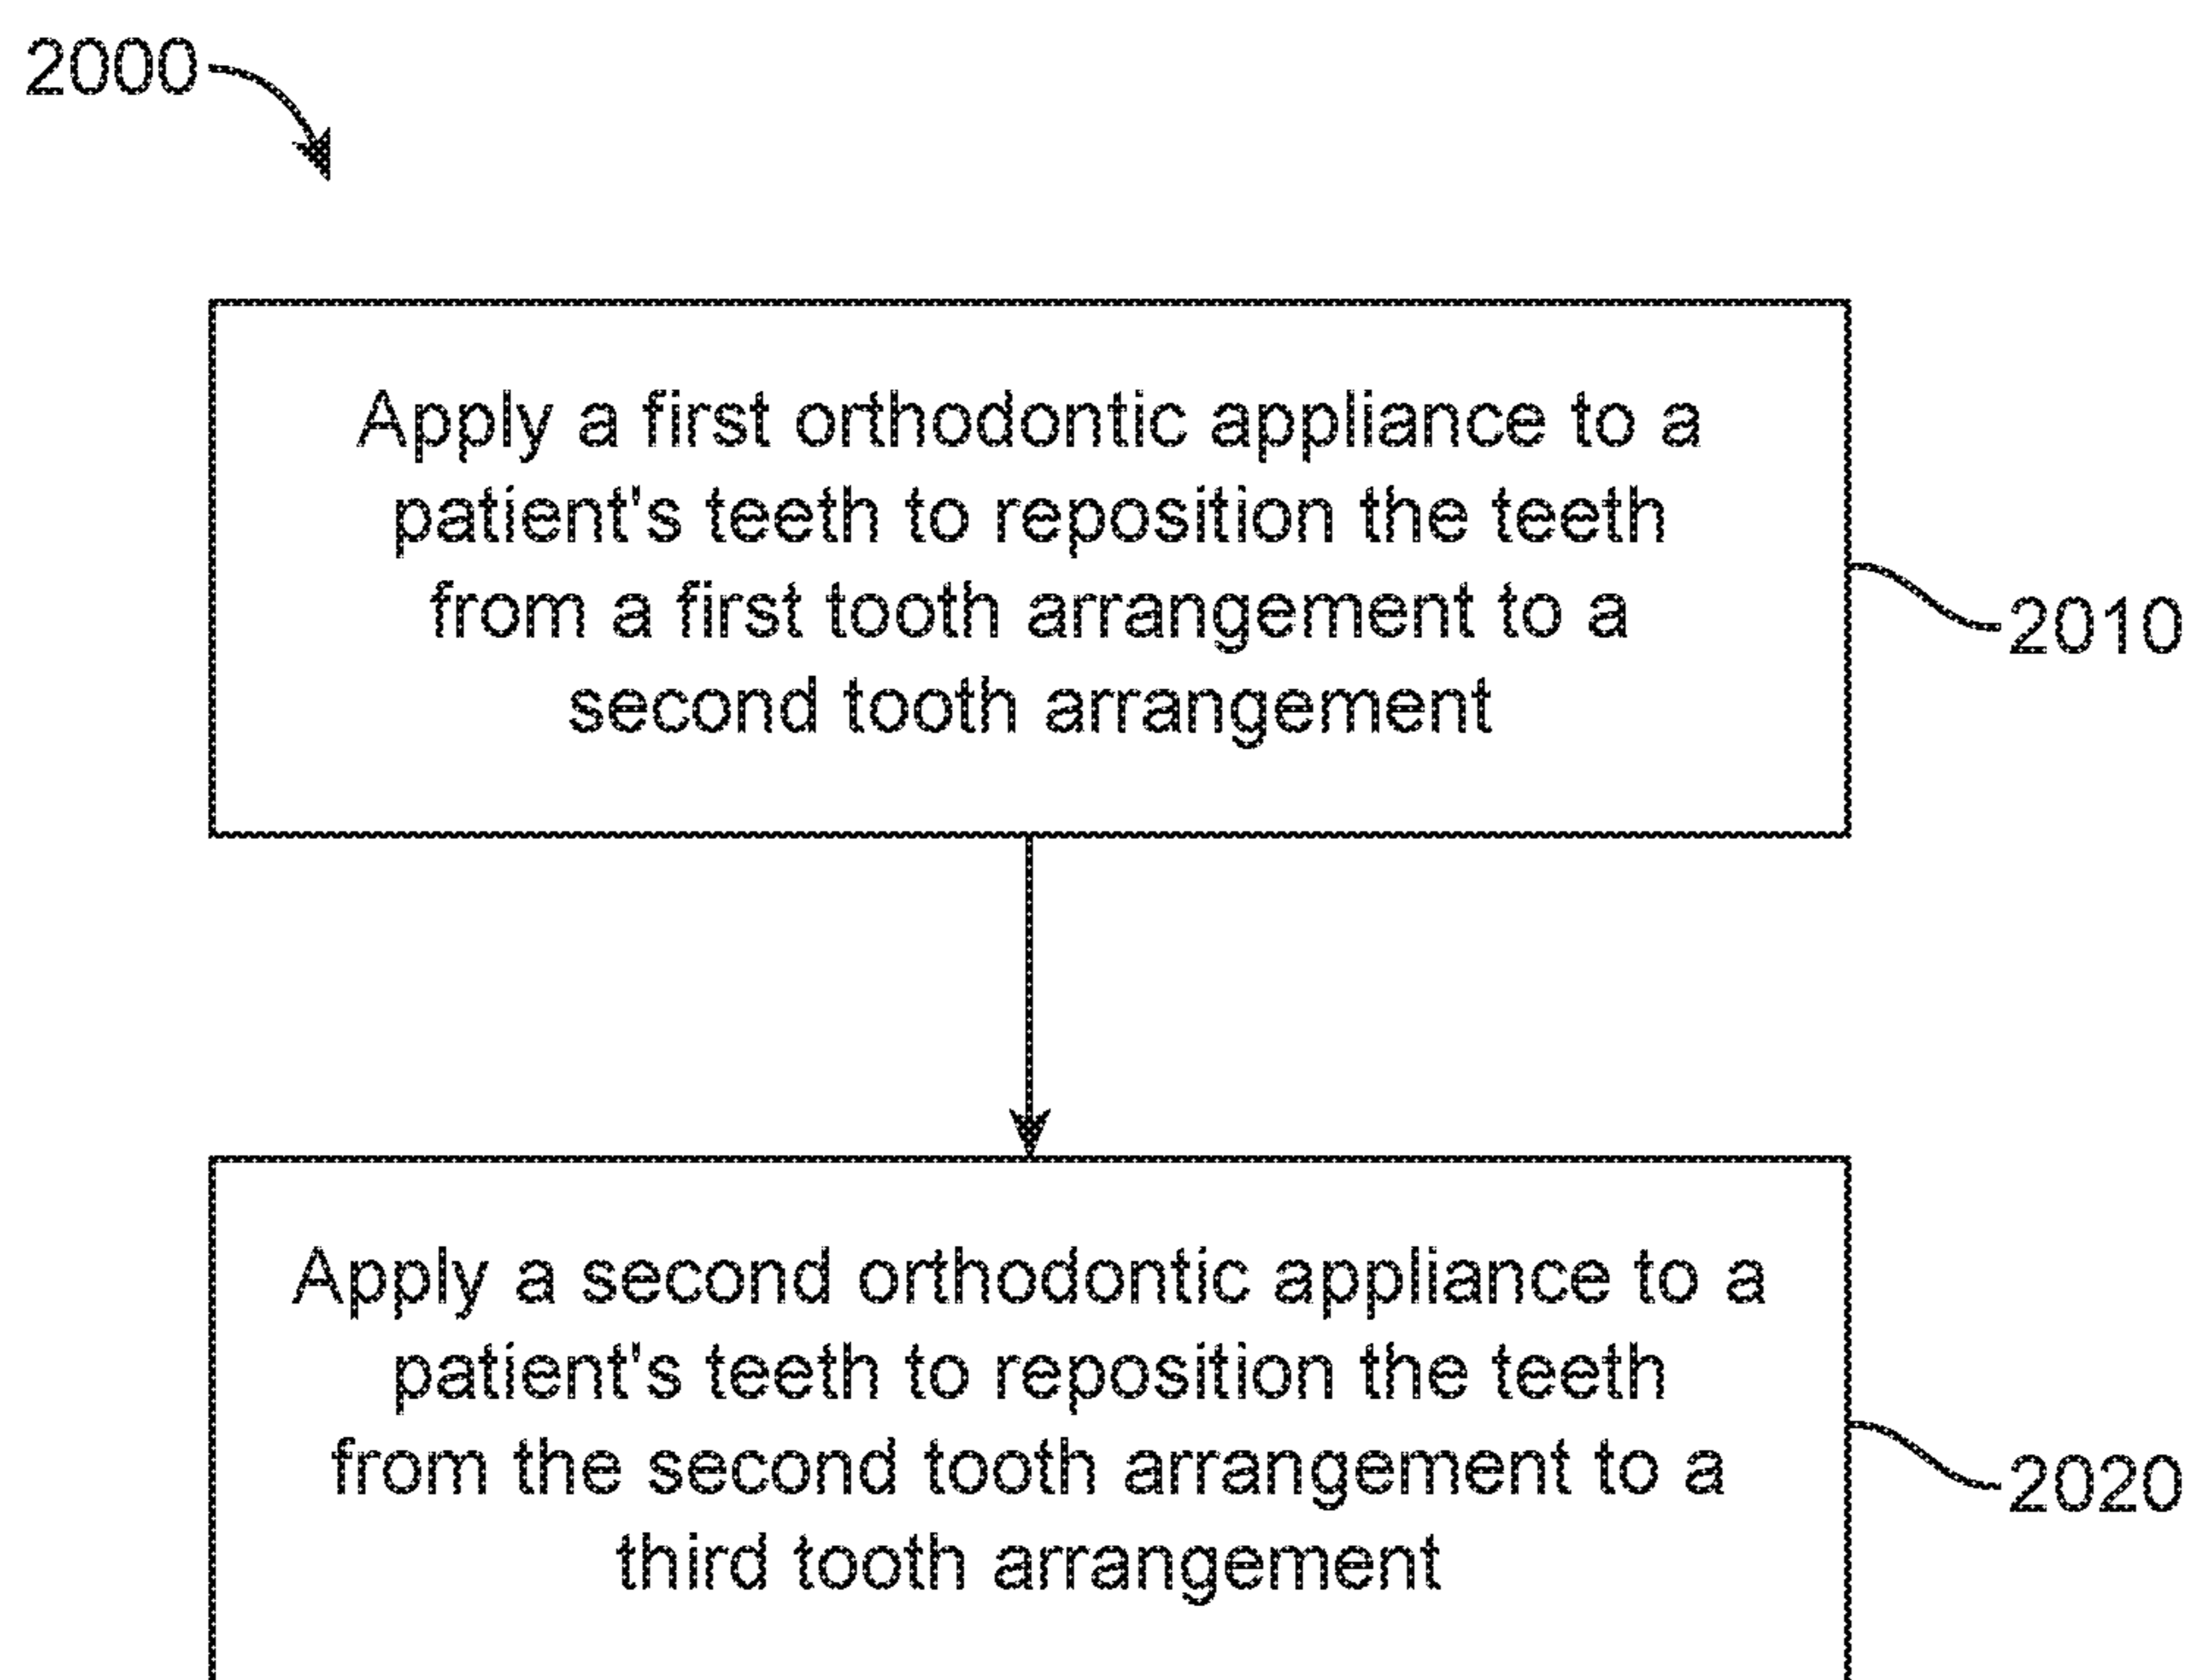 2000
Apply a first orthodontic appliance to a
patient's teeth to reposition the teeth
from a first tooth arrangement to a
second tooth arrangement
2010
Apply a second orthodontic appliance to a
patient's teeth to reposition the teeth
from the second tooth arrangement to a
third tooth arrangement
2020